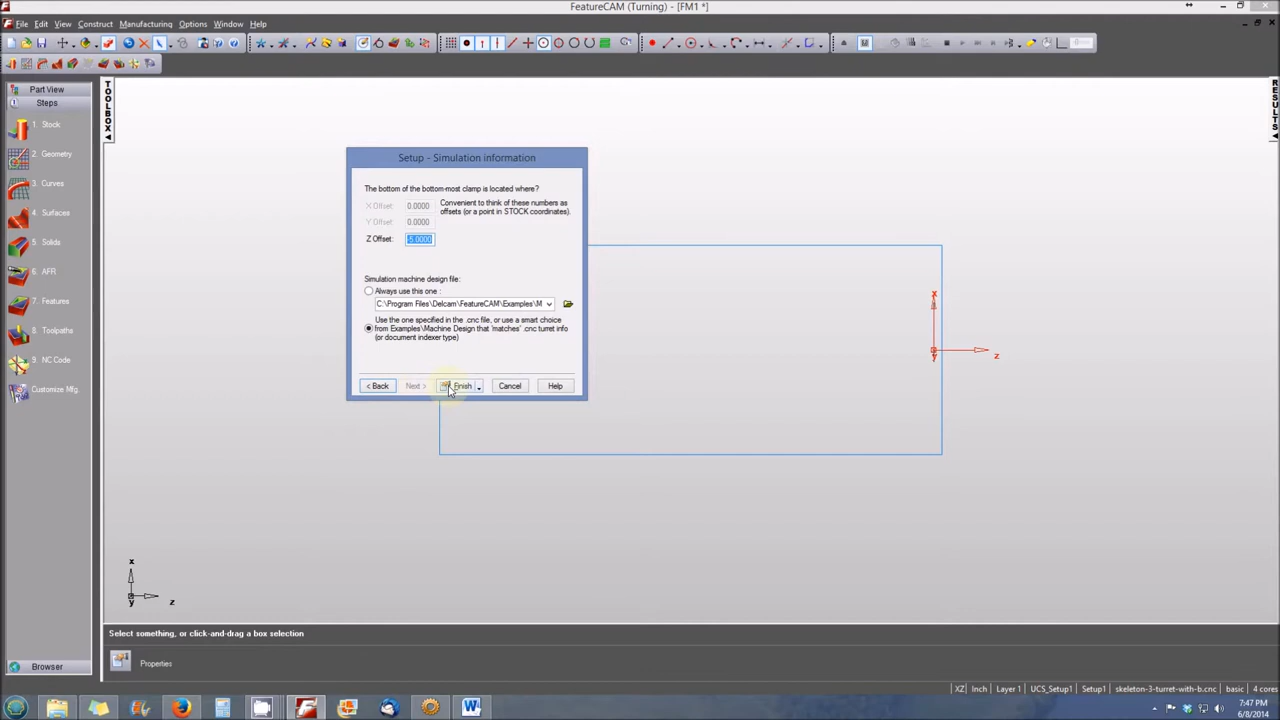 FeatureCAM (Turning) - [FM1 *]
File Edit View Construct Manufacturing Options Window Help
Part View
Steps
1. Stock
2. Geometry
3. Curves
4. Surfaces
5. Solids
6. AFR
7. Features
8. Toolpaths
9. NC Code
Customize Mfg.
Browser
TOOLBOX
RESULTS
Setup - Simulation information
The bottom of the bottom-most clamp is located where?
X Offset: 0.0000
Y Offset: 0.0000
Z Offset: -5.0000
Convenient to think of these numbers as
offsets (or a point in STOCK coordinates).
Simulation machine design file:
Always use this one :
C:\Program Files\Delcam\FeatureCAM\Examples\M
Use the one specified in the .cnc file, or use a smart choice
from Examples\Machine Design that 'matches' .cnc turret info
(or document indexer type)
< Back Next > Finish Cancel Help
x
y
z
x
y
z
Select something, or click-and-drag a box selection
Properties
XZ Inch Layer 1 UCS_Setup1 Setup1 skeleton-3-turret-with-b.cnc basic 4 cores
7:47 PM
6/8/2014